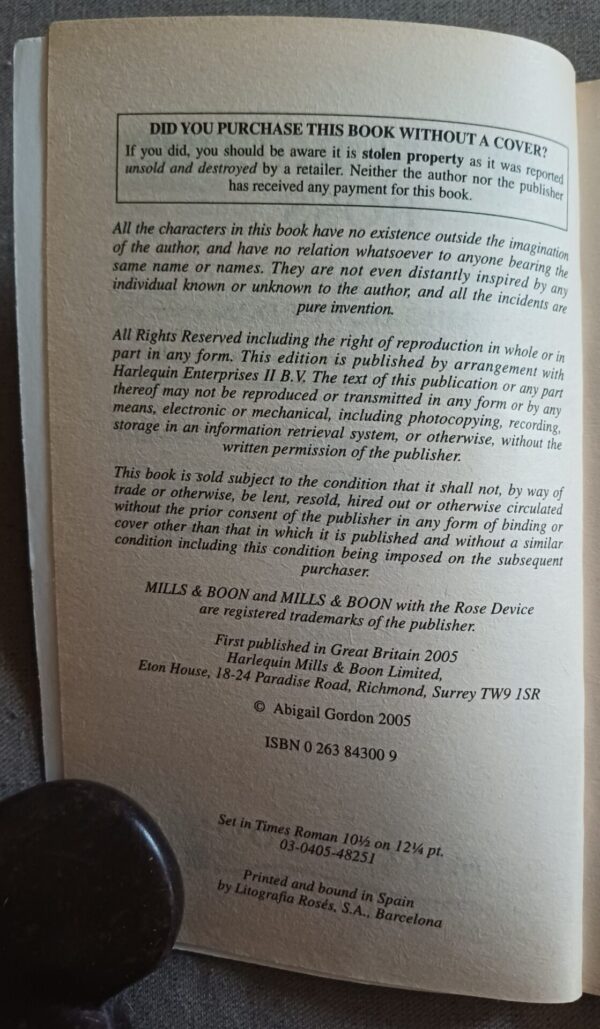 DID YOU PURCHASE THIS BOOK WITHOUT A COVER?
If you did, you should be aware it is stolen property as it was reported
unsold and destroyed by a retailer. Neither the author nor the publisher
has received any payment for this book.
All the characters in this book have no existence outside the imagination
of the author, and have no relation whatsoever to anyone bearing the
same name or names. They are not even distantly inspired by any
individual known or unknown to the author, and all the incidents are
pure invention.
All Rights Reserved including the right of reproduction in whole or in
part in any form. This edition is published by arrangement with
Harlequin Enterprises II B.V. The text of this publication or any part
thereof may not be reproduced or transmitted in any form or by any
means, electronic or mechanical, including photocopying, recording,
storage in an information retrieval system, or otherwise, without the
written permission of the publisher.
This book is sold subject to the condition that it shall not, by way of
trade or otherwise, be lent, resold, hired out or otherwise circulated
without the prior consent of the publisher in any form of binding or
cover other than that in which it is published and without a similar
condition including this condition being imposed on the subsequent
purchaser.
MILLS & BOON and MILLS & BOON with the Rose Device
are registered trademarks of the publisher.
First published in Great Britain 2005
Harlequin Mills & Boon Limited,
Eton House, 18-24 Paradise Road, Richmond, Surrey TW9 1SR
© Abigail Gordon 2005
ISBN 0 263 84300 9
Set in Times Roman 10½ on 12¼ pt.
03-0405-48251
Printed and bound in Spain
by Litografia Rosés, S.A., Barcelona